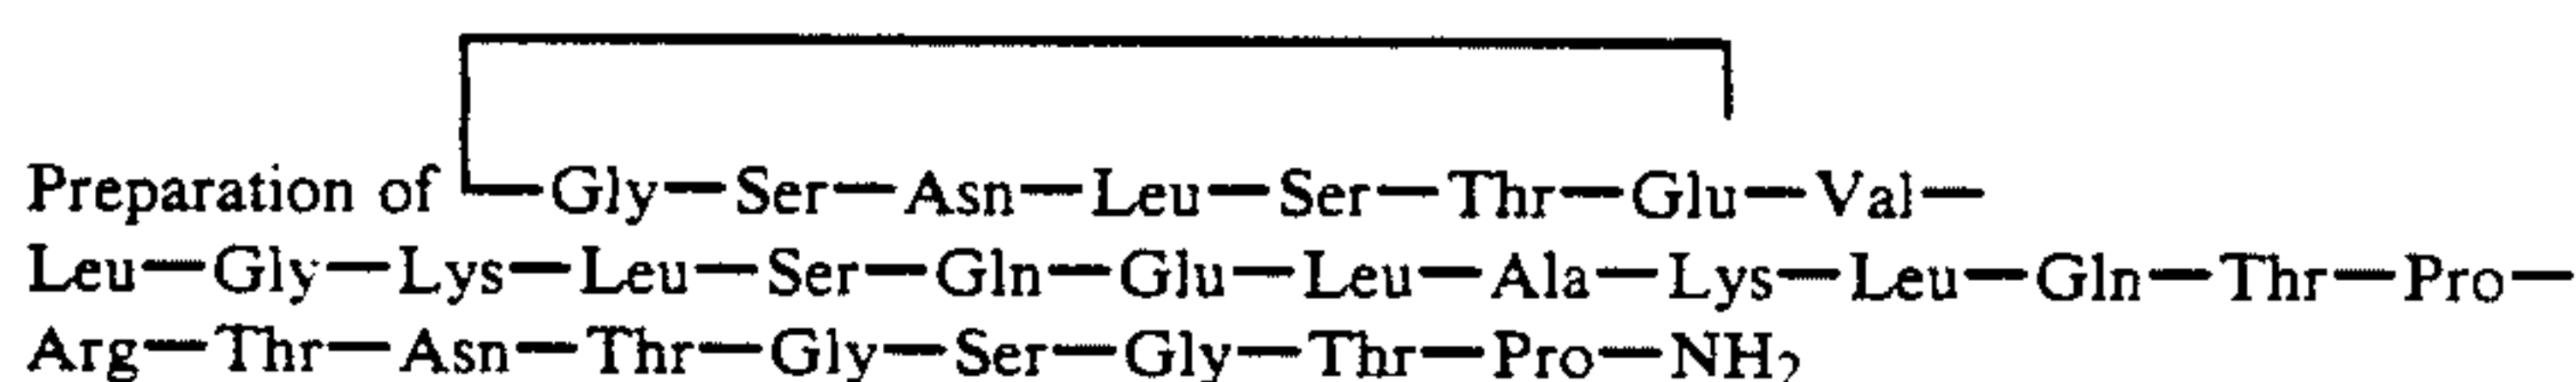 Preparation of —Gly—Ser—Asn—Leu—Ser—Thr—Glu—Val—
Leu—Gly—Lys—Leu—Ser—Gln—Glu—Leu—Ala—Lys—Leu—Gln—Thr—Pro—
Arg—Thr—Asn—Thr—Gly—Ser—Gly—Thr—Pro—NH₂